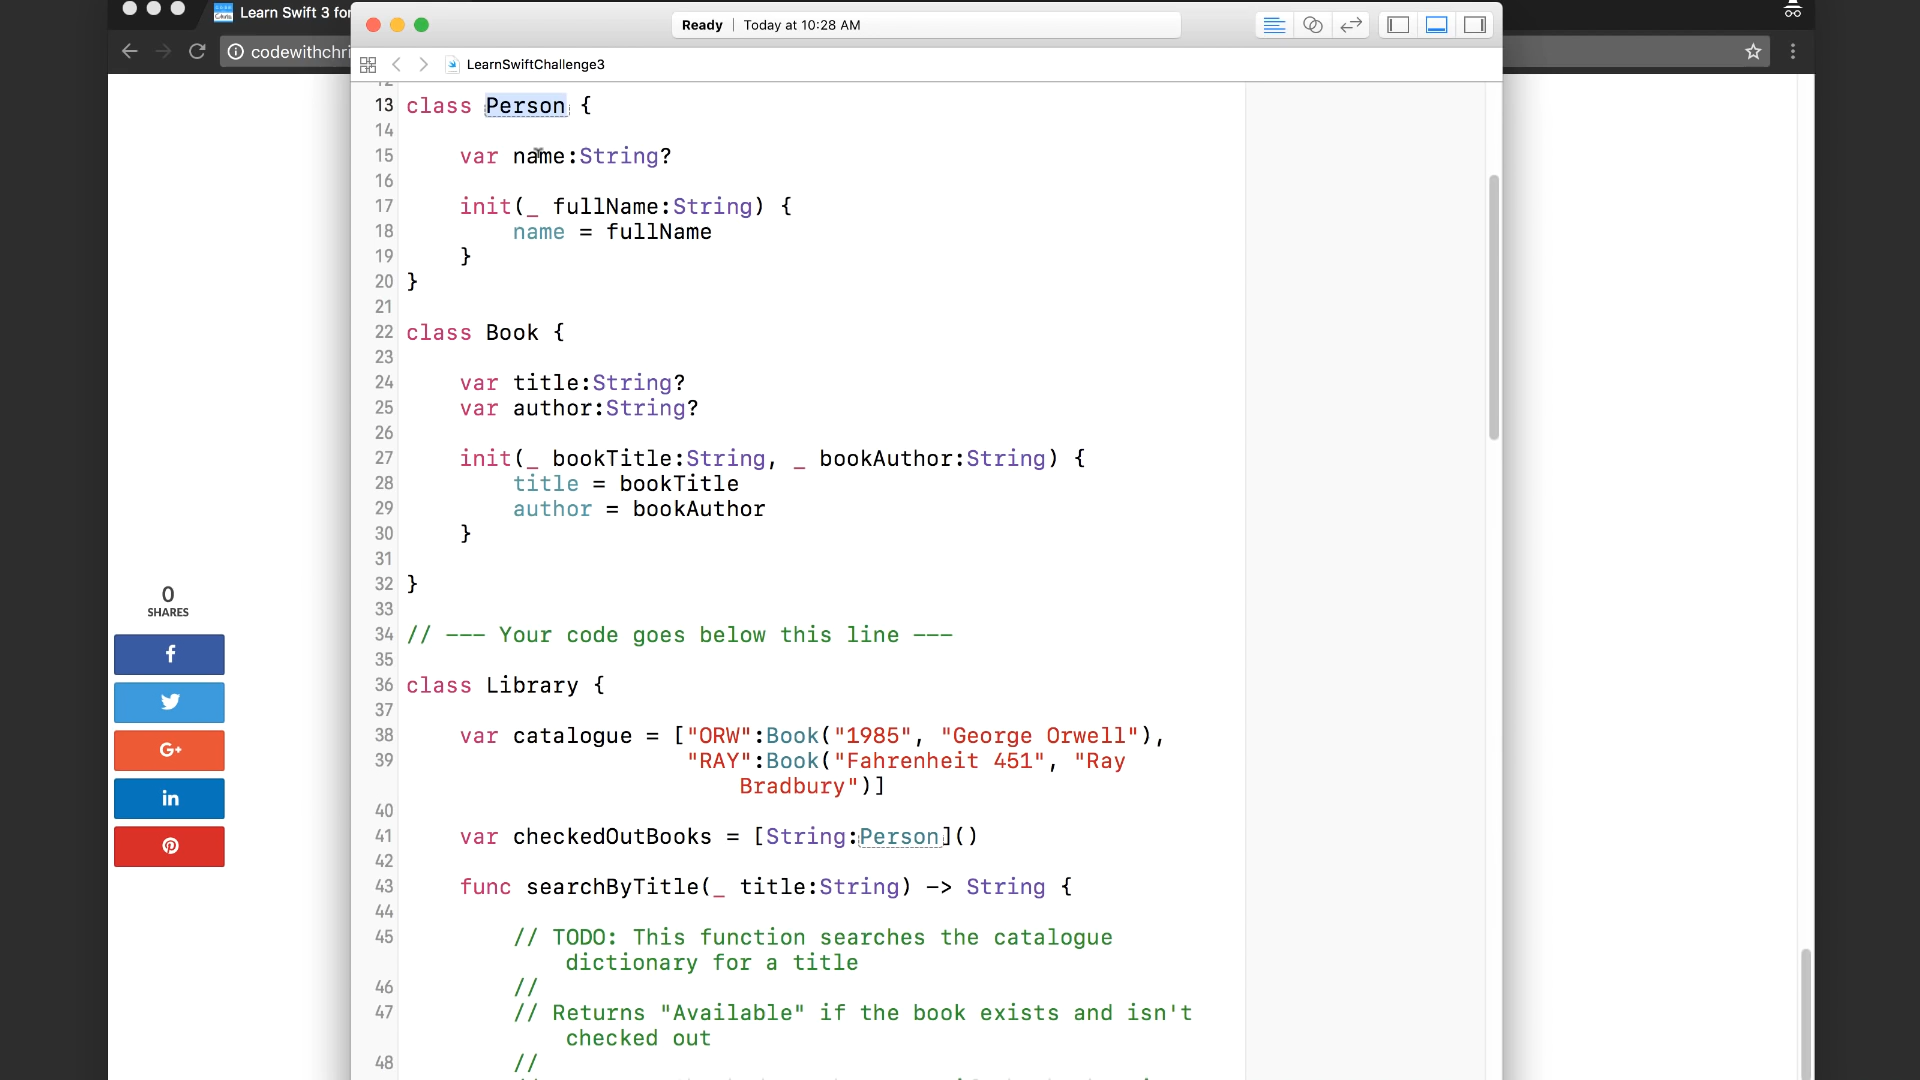 Learn Swift 3 for
codewithchri
Ready | Today at 10:28 AM
LearnSwiftChallenge3
13 class Person {
14
15 var name:String?
16
17 init(_ fullName:String) {
18 name = fullName
19 }
20 }
21
22 class Book {
23
24 var title:String?
25 var author:String?
26
27 init(_ bookTitle:String, _ bookAuthor:String) {
28 title = bookTitle
29 author = bookAuthor
30 }
31
32 }
33
34 // --- Your code goes below this line ---
35
36 class Library {
37
38 var catalogue = ["ORW":Book("1985", "George Orwell"),
39 "RAY":Book("Fahrenheit 451", "Ray
Bradbury")]
40
41 var checkedOutBooks = [String:Person]()
42
43 func searchByTitle(_ title:String) -> String {
44
45 // TODO: This function searches the catalogue
dictionary for a title
46 //
47 // Returns "Available" if the book exists and isn't
checked out
48 //
0
SHARES
f
G+
in